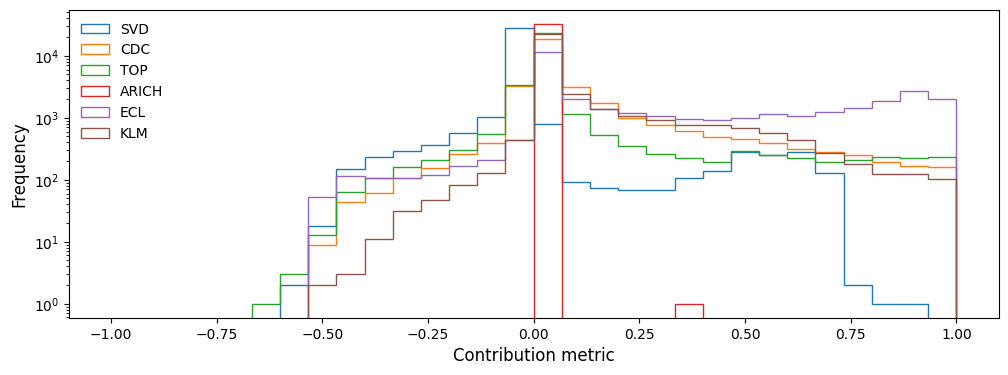 SVD
CDC
TOP
ARICH
ECL
KLM
Frequency
10⁴
10³
10²
10¹
10⁰
−1.00 −0.75 −0.50 −0.25 0.00 0.25 0.50 0.75 1.00
Contribution metric